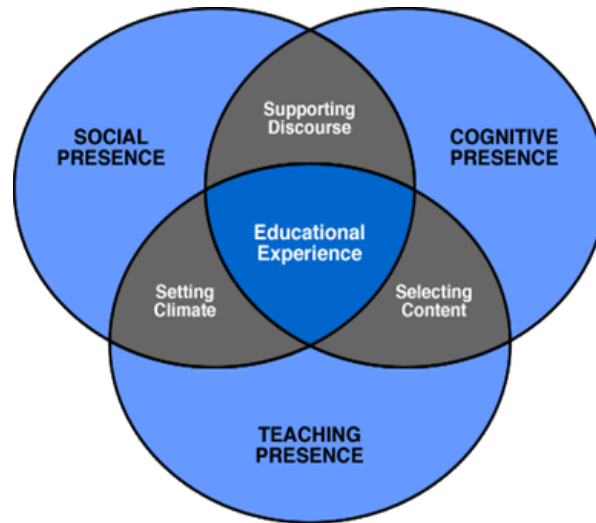 Supporting
Discourse
SOCIAL
PRESENCE
COGNITIVE
PRESENCE
Educational
Experience
Setting
Climate
Selecting
Content
TEACHING
PRESENCE